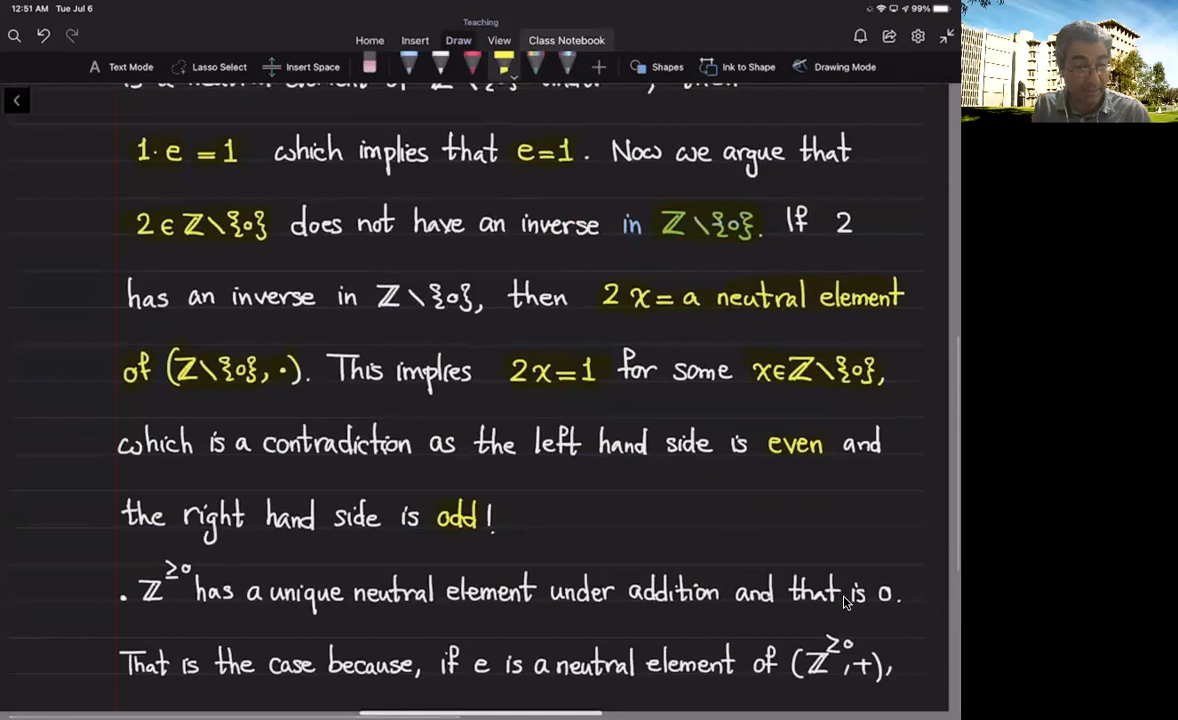 12:51 AM Tue Jul 6
99%
Teaching
Home Insert Draw View Class Notebook
Text Mode Lasso Select Insert Space Shapes Ink to Shape Drawing Mode
1·e = 1 which implies that e=1. Now we argue that
2 ∈ ℤ\{0} does not have an inverse in ℤ\{0}. If 2
has an inverse in ℤ\{0}, then 2x = a neutral element
of (ℤ\{0}, ·). This implies 2x=1 for some x∈ℤ\{0},
which is a contradiction as the left hand side is even and
the right hand side is odd!
. ℤ^≥0 has a unique neutral element under addition and that is 0.
That is the case because, if e is a neutral element of (ℤ^≥0, +),